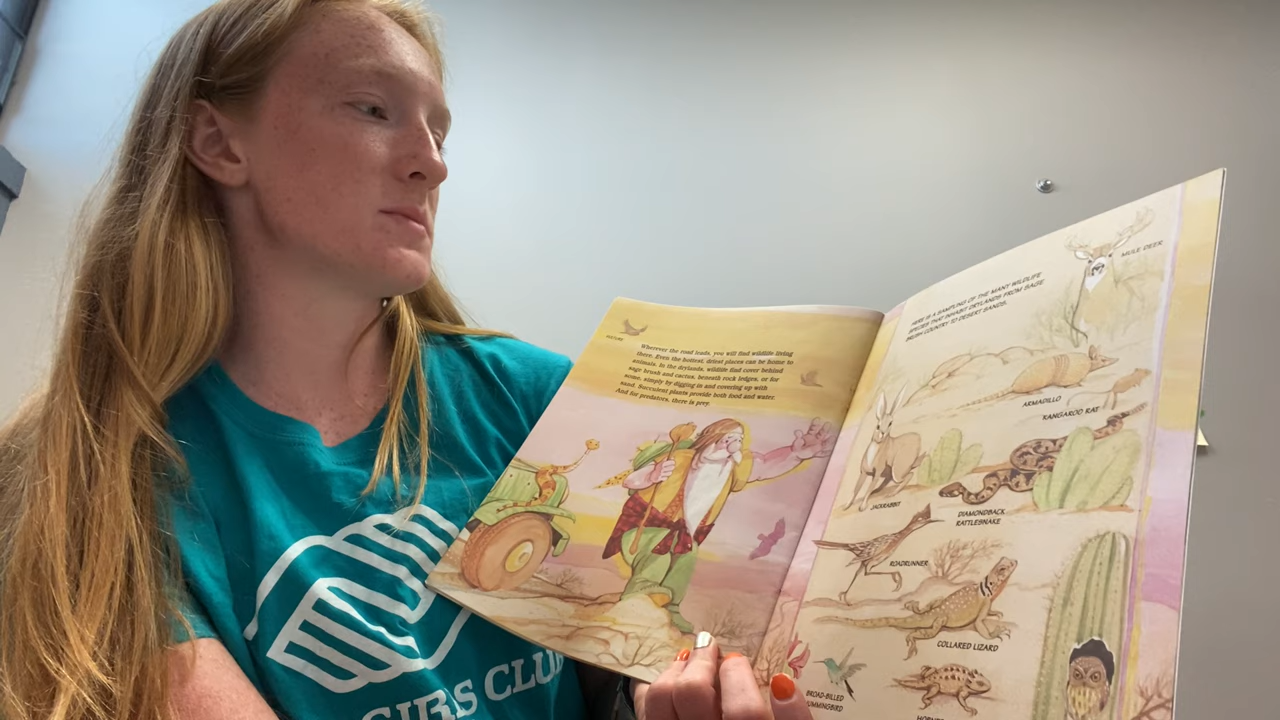 NATURE
Wherever the road leads, you will find wildlife living
there. Even the hottest, driest places can be home to
animals. In the drylands, wildlife find cover behind
sage brush and cactus, beneath rock ledges, or for
some, simply by digging in and covering up with
sand. Succulent plants provide both food and water.
And for predators, there is prey.
HERE IS A SAMPLING OF THE MANY WILDLIFE
SPECIES THAT INHABIT DRYLANDS FROM SAGE
BRUSH COUNTRY TO DESERT SANDS.
MULE DEER
ARMADILLO
KANGAROO RAT
JACKRABBIT
DIAMONDBACK
RATTLESNAKE
ROADRUNNER
COLLARED LIZARD
BROAD-BILLED
HUMMINGBIRD
GIRLS CLUB